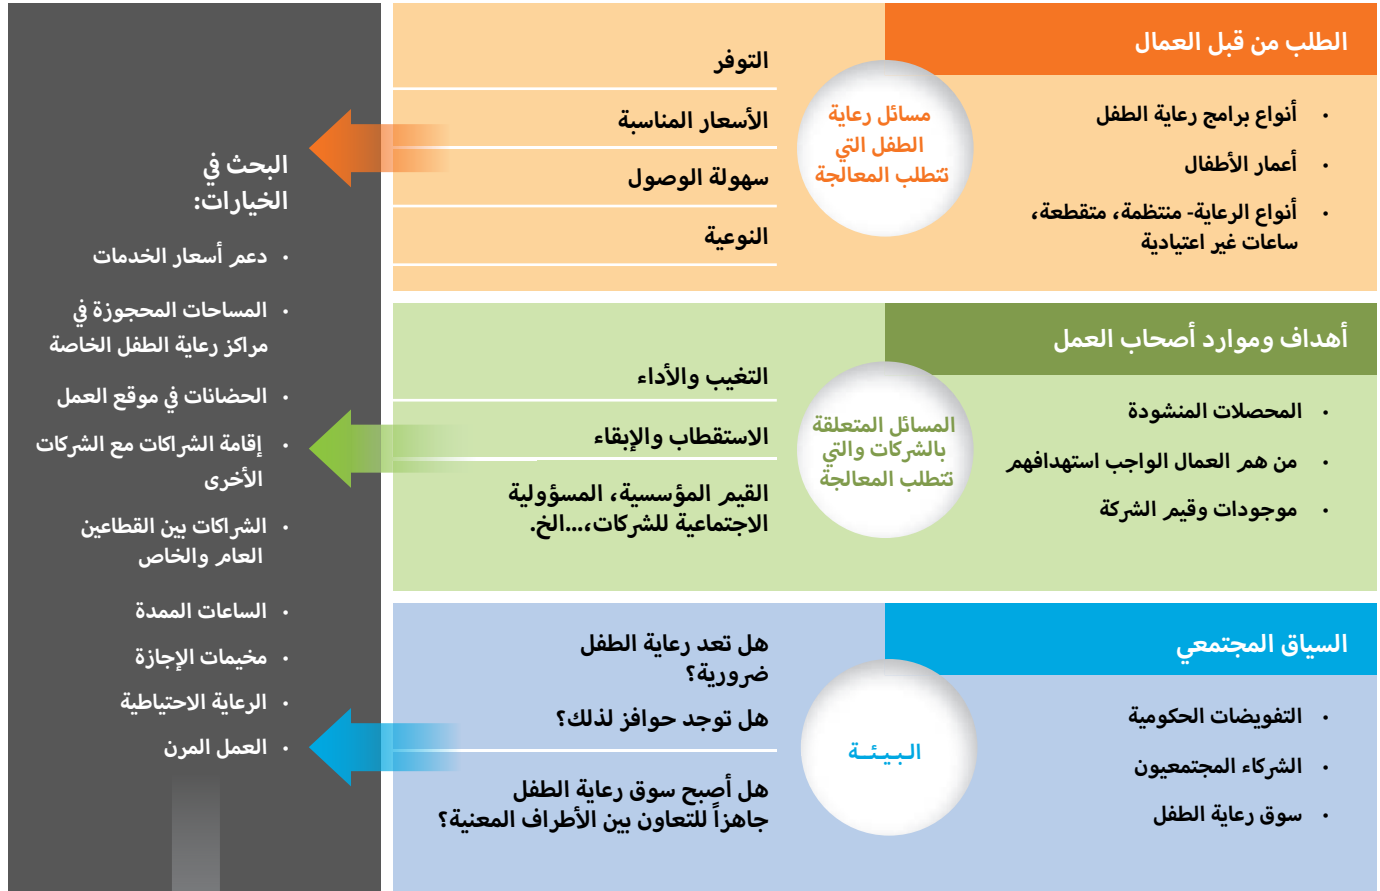 الطلب من قبل العمال
• أنواع برامج رعاية الطفل
• أعمار الأطفال
• أنواع الرعاية- منتظمة، متقطعة،
ساعات غير اعتيادية
مسائل رعاية
الطفل التي
تتطلب المعالجة
التوفر
الأسعار المناسبة
سهولة الوصول
النوعية
أهداف وموارد أصحاب العمل
• المحصلات المنشودة
• من هم العمال الواجب استهدافهم
• موجودات وقيم الشركة
المسائل المتعلقة
بالشركات والتي
تتطلب المعالجة
التغيب والأداء
الاستقطاب والإبقاء
القيم المؤسسية، المسؤولية
الاجتماعية للشركات،...الخ.
السياق المجتمعي
• التفويضات الحكومية
• الشركاء المجتمعيون
• سوق رعاية الطفل
البيئة
هل تعد رعاية الطفل
ضرورية؟
هل توجد حوافز لذلك؟
هل أصبح سوق رعاية الطفل
جاهزاً للتعاون بين الأطراف المعنية؟
البحث في
الخيارات:
• دعم أسعار الخدمات
• المساحات المحجوزة في
مراكز رعاية الطفل الخاصة
• الحضانات في موقع العمل
• إقامة الشراكات مع الشركات
الأخرى
• الشراكات بين القطاعين
العام والخاص
• الساعات الممددة
• مخيمات الإجازة
• الرعاية الاحتياطية
• العمل المرن